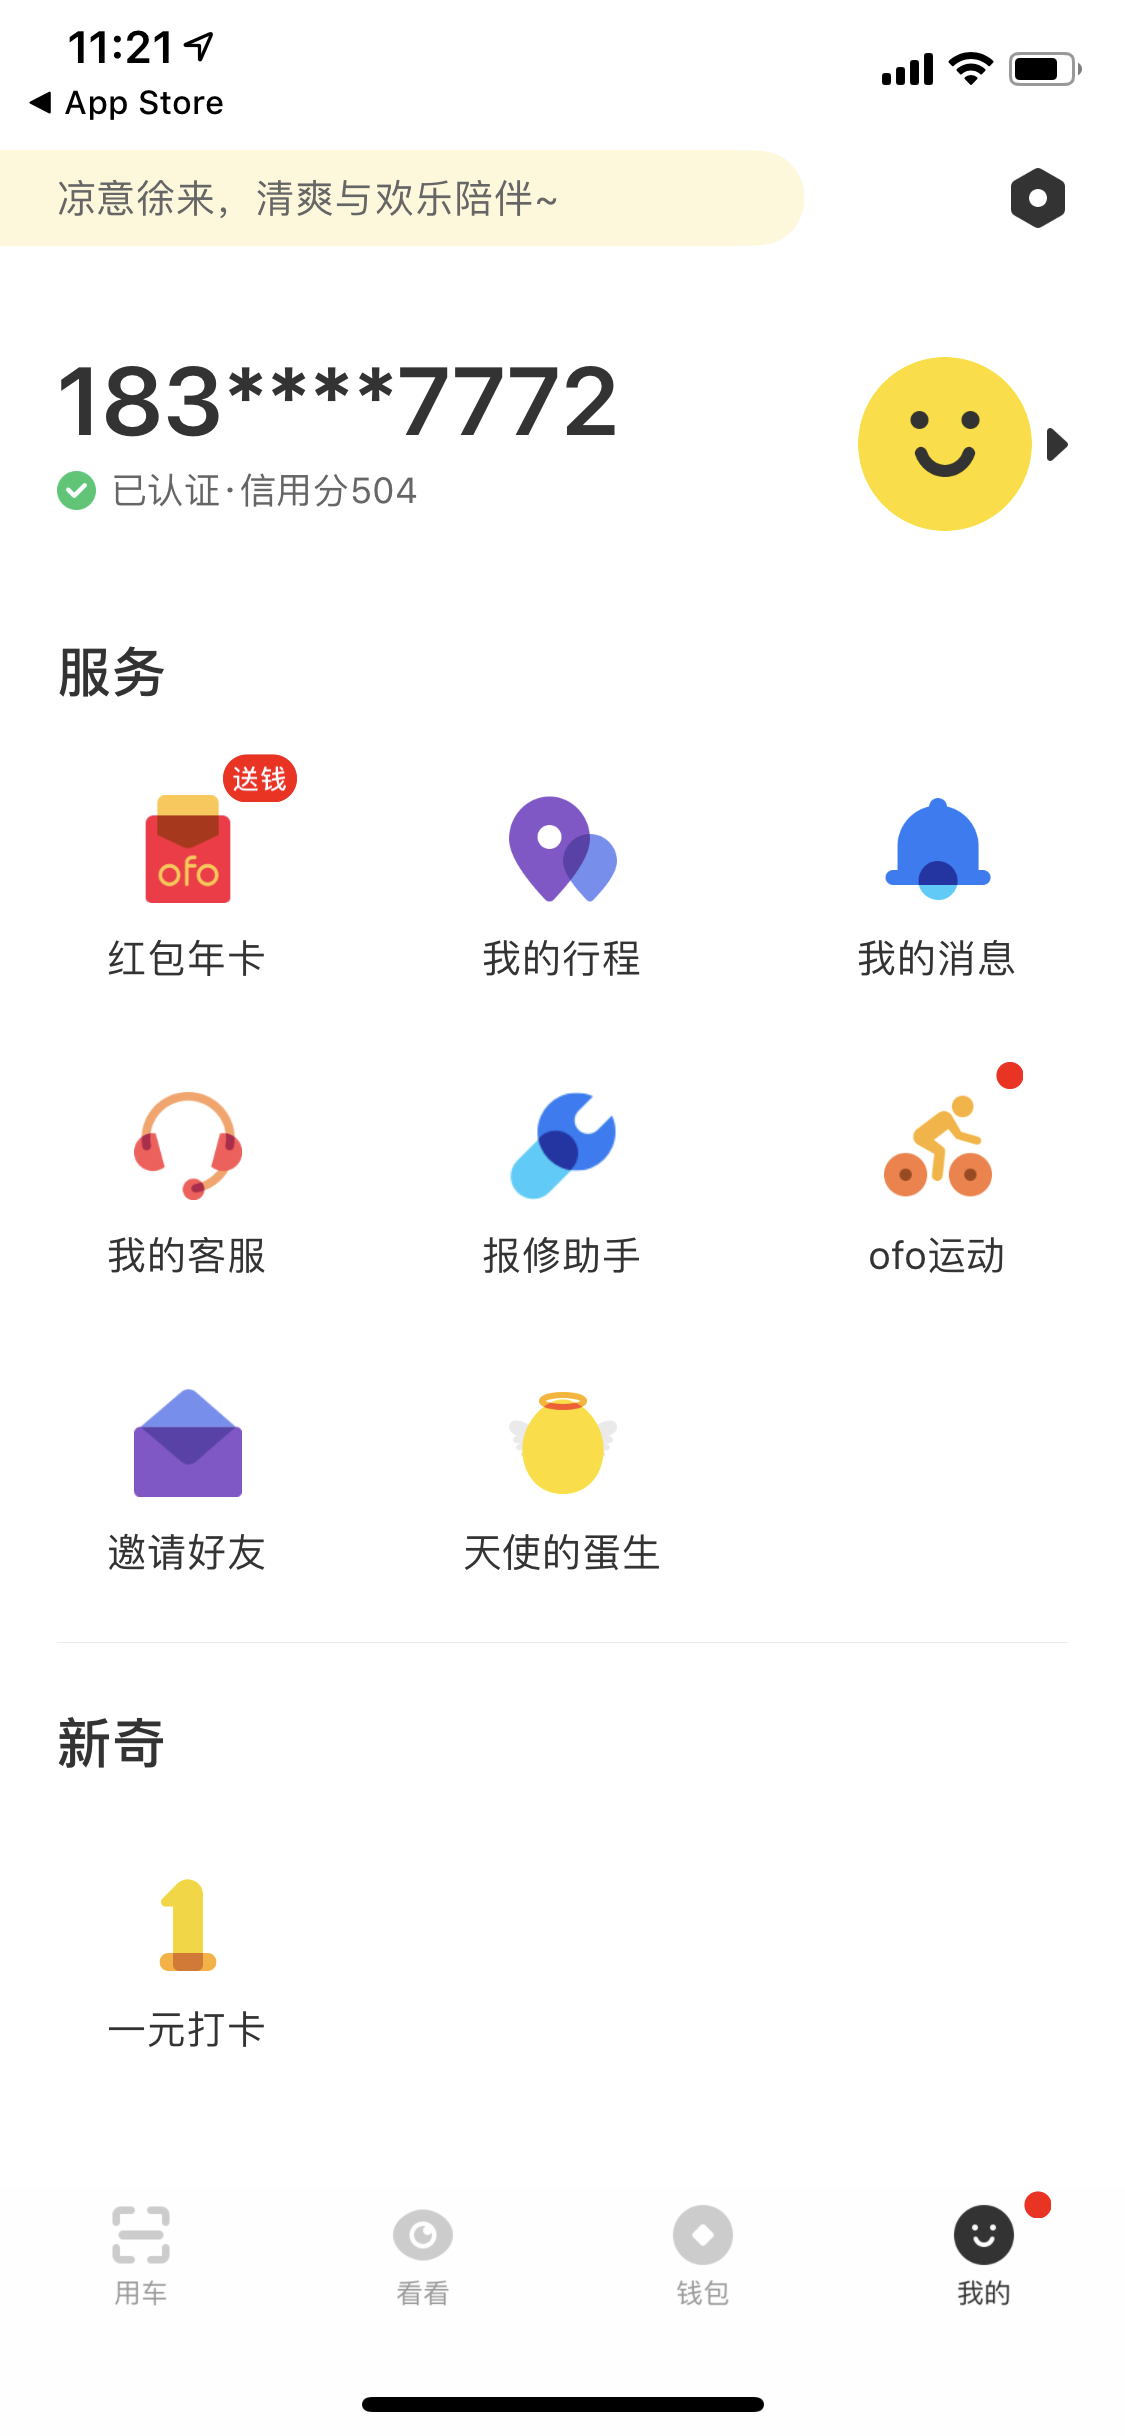 11:21
App Store
凉意徐来，清爽与欢乐陪伴~
183****7772
已认证·信用分504
服务
送钱
ofo
红包年卡
我的行程
我的消息
我的客服
报修助手
ofo运动
邀请好友
天使的蛋生
新奇
1
一元打卡
用车
看看
钱包
我的